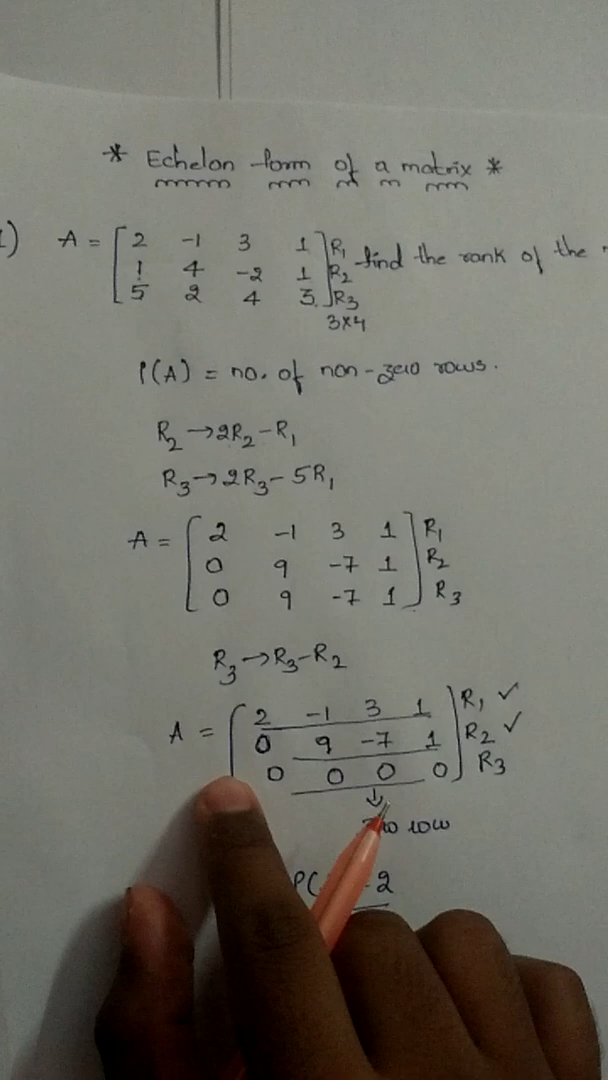 * Echelon form of a matrix *
1) A = [ 2 -1 3 1 ] R1 find the rank of the
1 4 -2 1 R2
5 2 4 3 R3
3x4
P(A) = no. of non-zero rows.
R2 → 2R2 - R1
R3 → 2R3 - 5R1
A = [ 2 -1 3 1 ] R1
0 9 -7 1 R2
0 9 -7 1 R3
R3 → R3 - R2
A = [ 2 -1 3 1 ] R1 ✓
0 9 -7 1 R2 ✓
0 0 0 0 R3
↓
row
P( 2